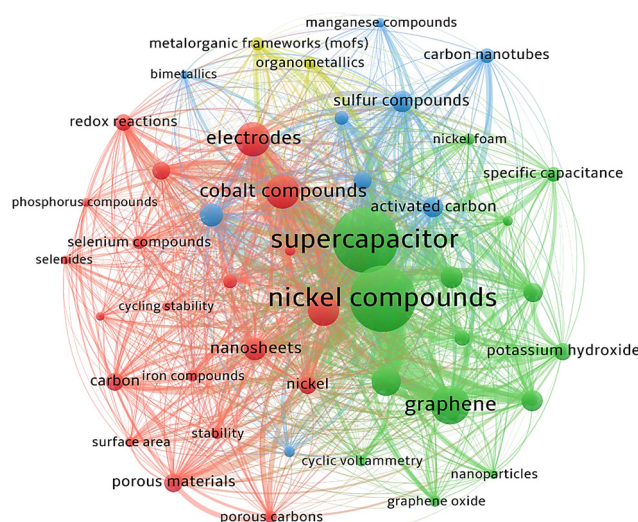 manganese compounds
metalorganic frameworks (mofs)
carbon nanotubes
organometallics
bimetallics
sulfur compounds
redox reactions
electrodes
nickel foam
specific capacitance
cobalt compounds
phosphorus compounds
activated carbon
selenium compounds
supercapacitor
selenides
nickel compounds
cycling stability
nanosheets
potassium hydroxide
iron compounds
carbon
nickel
graphene
stability
surface area
cyclic voltammetry
nanoparticles
porous materials
graphene oxide
porous carbons